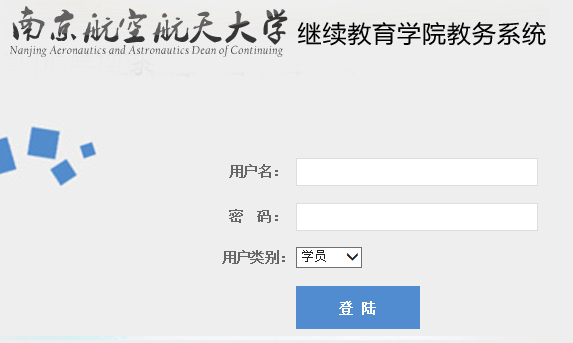 南京航空航天大学 继续教育学院教务系统
Nanjing Aeronautics and Astronautics Dean of Continuing
用户名：
密 码：
用户类别： 学员
登 陆